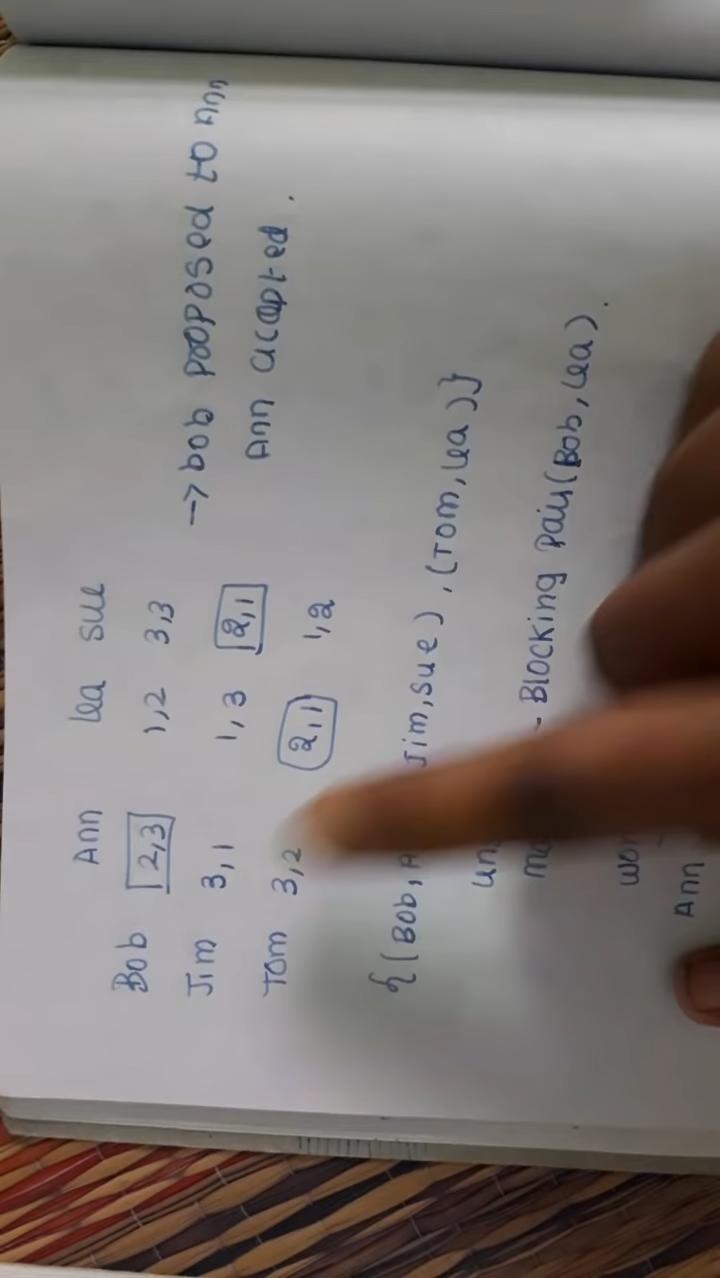 Ann Lea Sue
Bob 2,3 1,2 3,3
Jim 3,1 1,3 2,1 → bob proposed to Ann
Tom 3,2 2,1 1,2 Ann accepted.
{(Bob, Jim, Sue), (Tom, Lea)}
Blocking pair (Bob, Lea).
Ann